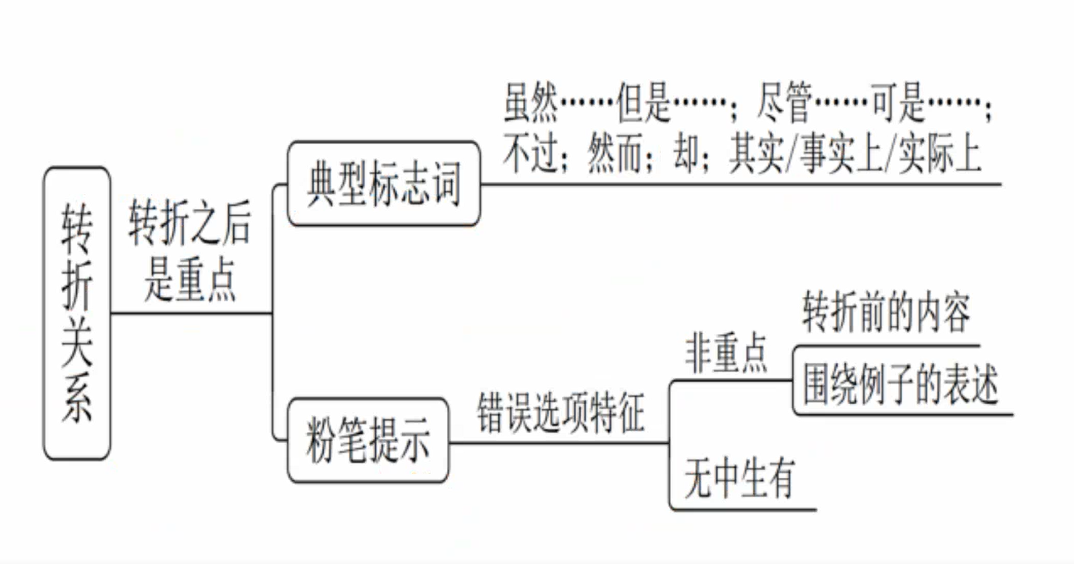 转折关系
转折之后
是重点
典型标志词
虽然……但是……；尽管……可是……；
不过；然而；却；其实/事实上/实际上
粉笔提示
错误选项特征
非重点
转折前的内容
围绕例子的表述
无中生有